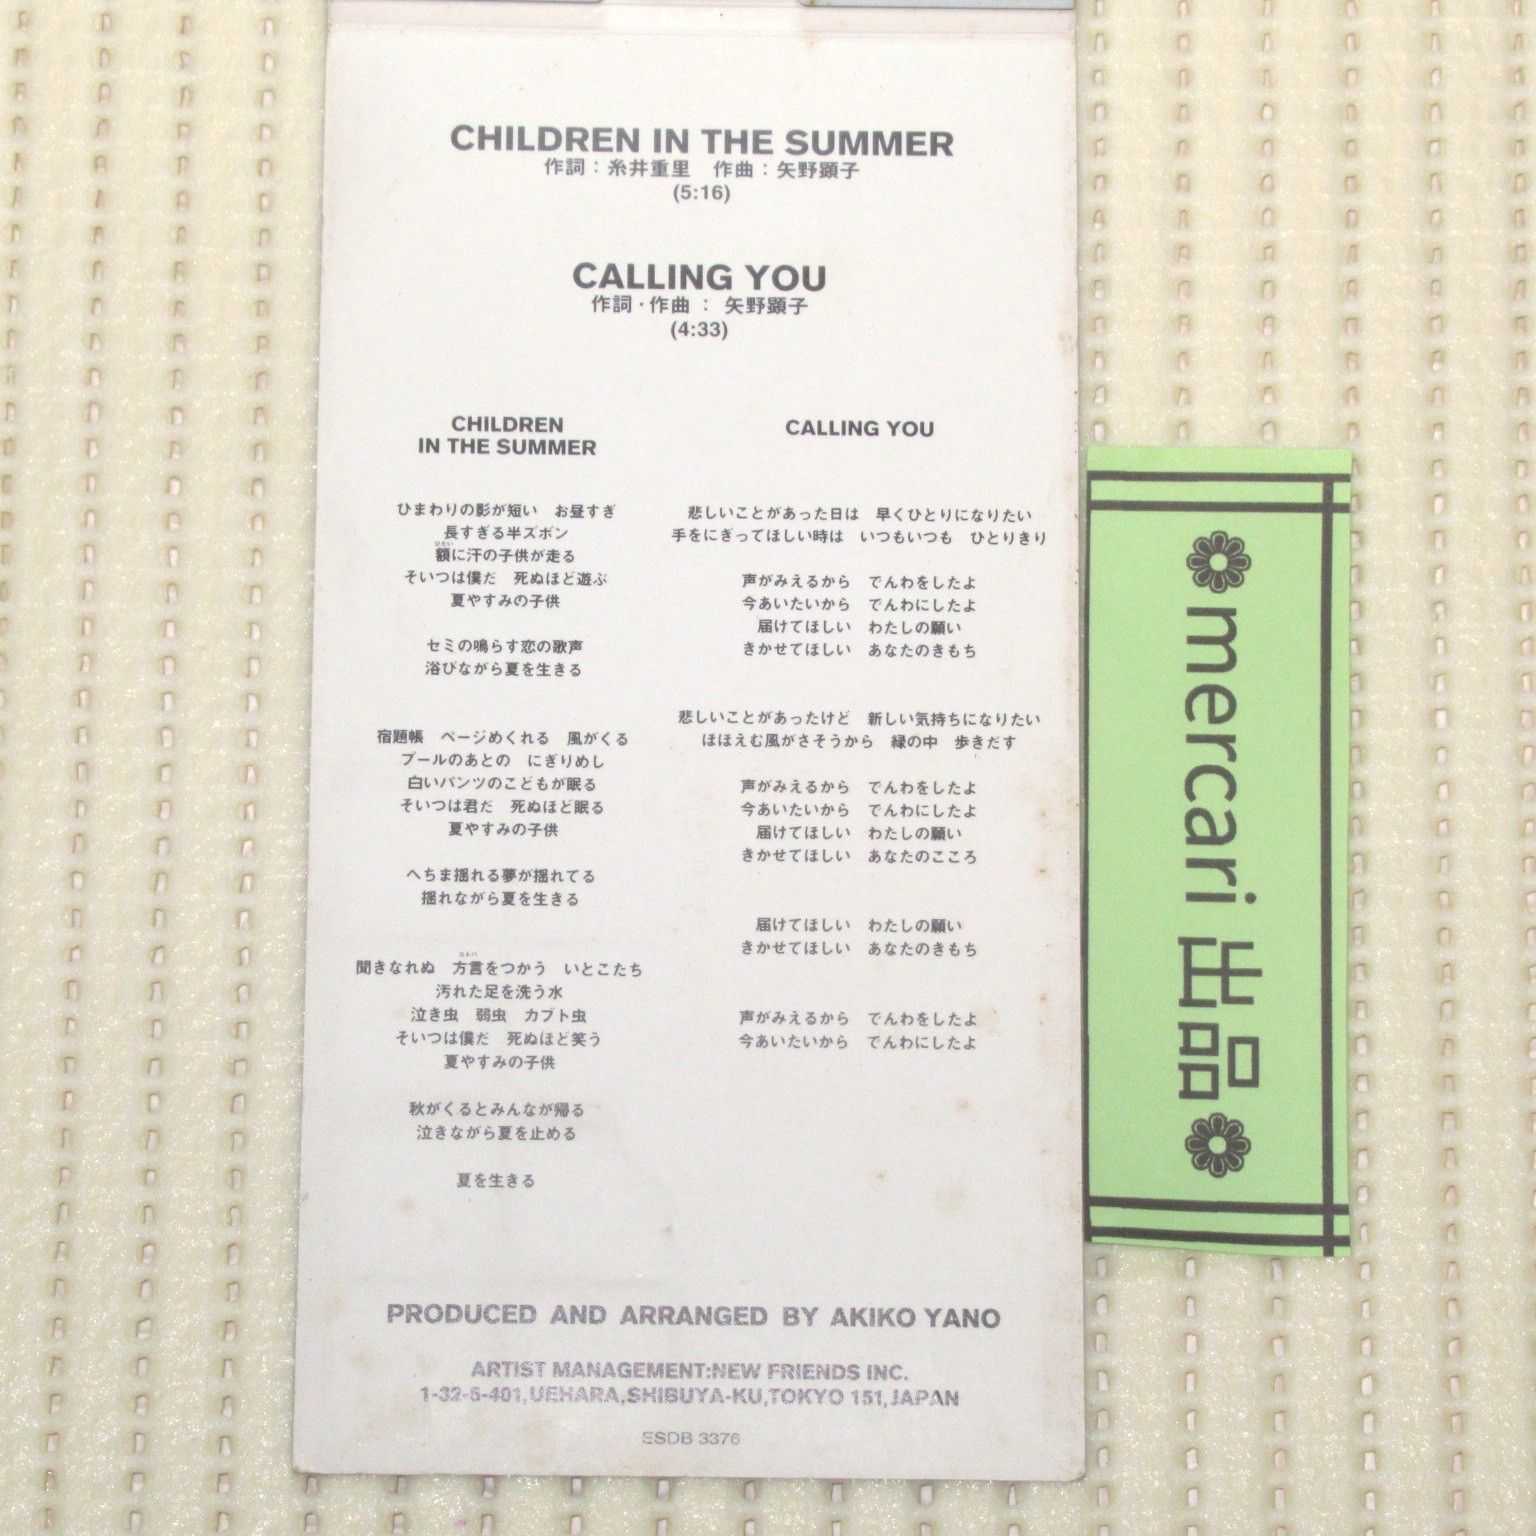 CHILDREN IN THE SUMMER
作詞：糸井重里　作曲：矢野顕子
(5:16)
CALLING YOU
作詞・作曲：　矢野顕子
(4:33)
CHILDREN
IN THE SUMMER
ひまわりの影が短い　お昼すぎ
長すぎる半ズボン
ひたい
額に汗の子供が走る
そいつは僕だ　死ぬほど遊ぶ
夏やすみの子供
セミの鳴らす恋の歌声
浴びながら夏を生きる
宿題帳　ページめくれる　風がくる
プールのあとの　にぎりめし
白いパンツのこどもが眠る
そいつは君だ　死ぬほど眠る
夏やすみの子供
へちま揺れる夢が揺れてる
揺れながら夏を生きる
コトバ
聞きなれぬ　方言をつかう　いとこたち
汚れた足を洗う水
泣き虫　弱虫　カブト虫
そいつは僕だ　死ぬほど笑う
夏やすみの子供
秋がくるとみんなが帰る
泣きながら夏を止める
夏を生きる
CALLING YOU
悲しいことがあった日は　早くひとりになりたい
手をにぎってほしい時は　いつもいつも　ひとりきり
声がみえるから　でんわをしたよ
今あいたいから　でんわにしたよ
届けてほしい　わたしの願い
きかせてほしい　あなたのきもち
悲しいことがあったけど　新しい気持ちになりたい
ほほえむ風がさそうから　緑の中　歩きだす
声がみえるから　でんわをしたよ
今あいたいから　でんわにしたよ
届けてほしい　わたしの願い
きかせてほしい　あなたのこころ
届けてほしい　わたしの願い
きかせてほしい　あなたのきもち
声がみえるから　でんわをしたよ
今あいたいから　でんわにしたよ
PRODUCED AND ARRANGED BY AKIKO YANO
ARTIST MANAGEMENT:NEW FRIENDS INC.
1-32-5-401,UEHARA,SHIBUYA-KU,TOKYO 151,JAPAN
ESDB 3376
mercari 出品